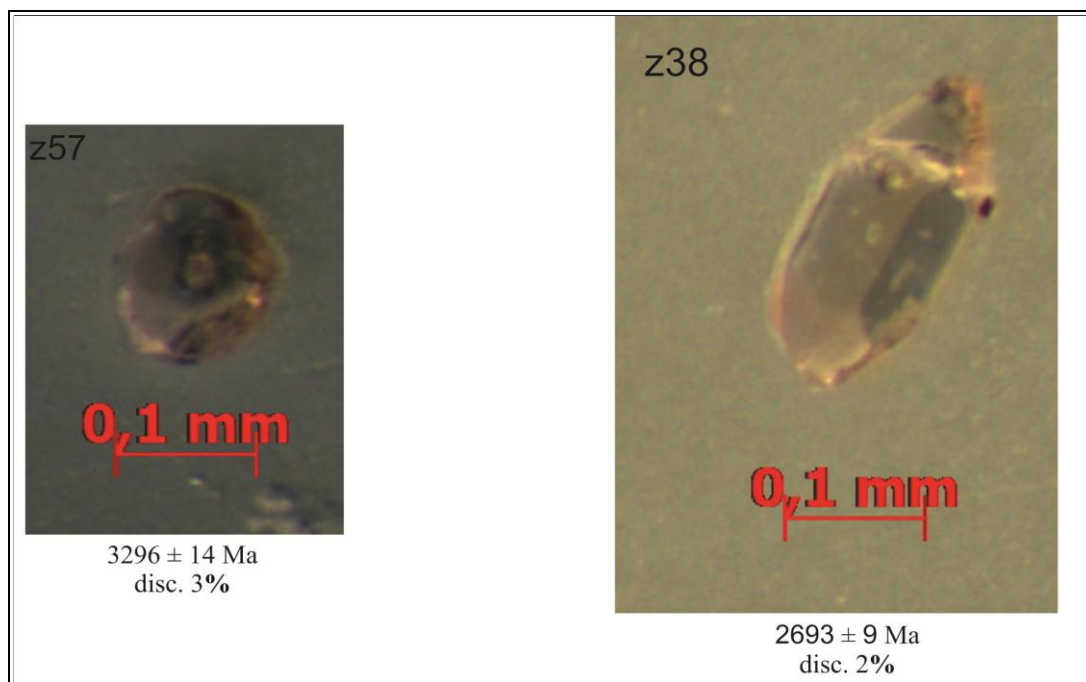 z57
0,1 mm
3296 ± 14 Ma
disc. 3%
z38
0,1 mm
2693 ± 9 Ma
disc. 2%